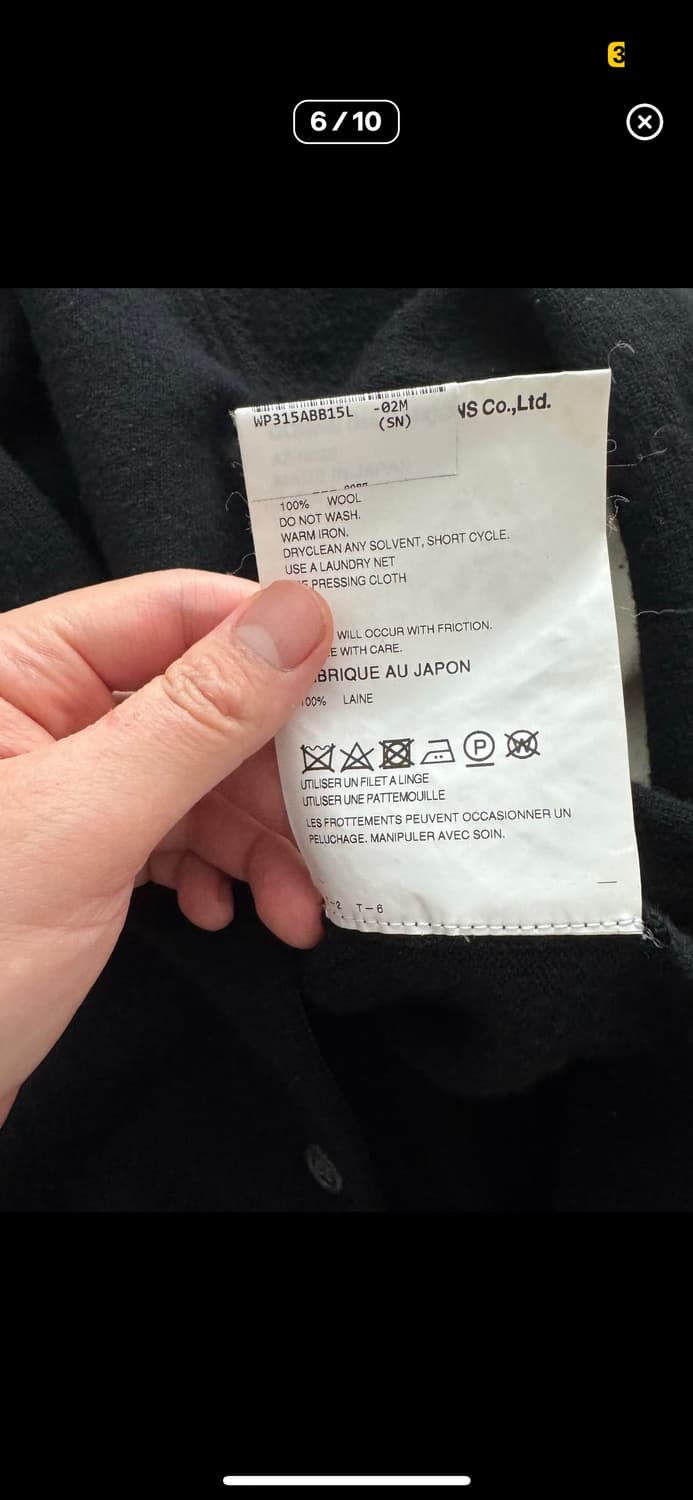 3
6/10
WP315ABB15L -02M
(SN)
Co.,Ltd.
100% WOOL
DO NOT WASH.
WARM IRON.
DRYCLEAN ANY SOLVENT, SHORT CYCLE.
USE A LAUNDRY NET
PRESSING CLOTH
WILL OCCUR WITH FRICTION.
WITH CARE.
BRIQUE AU JAPON
00% LAINE
P W
UTILISER UN FILET A LINGE
UTILISER UNE PATTEMOUILLE
LES FROTTEMENTS PEUVENT OCCASIONNER UN
PELUCHAGE. MANIPULER AVEC SOIN.
-2 T-6